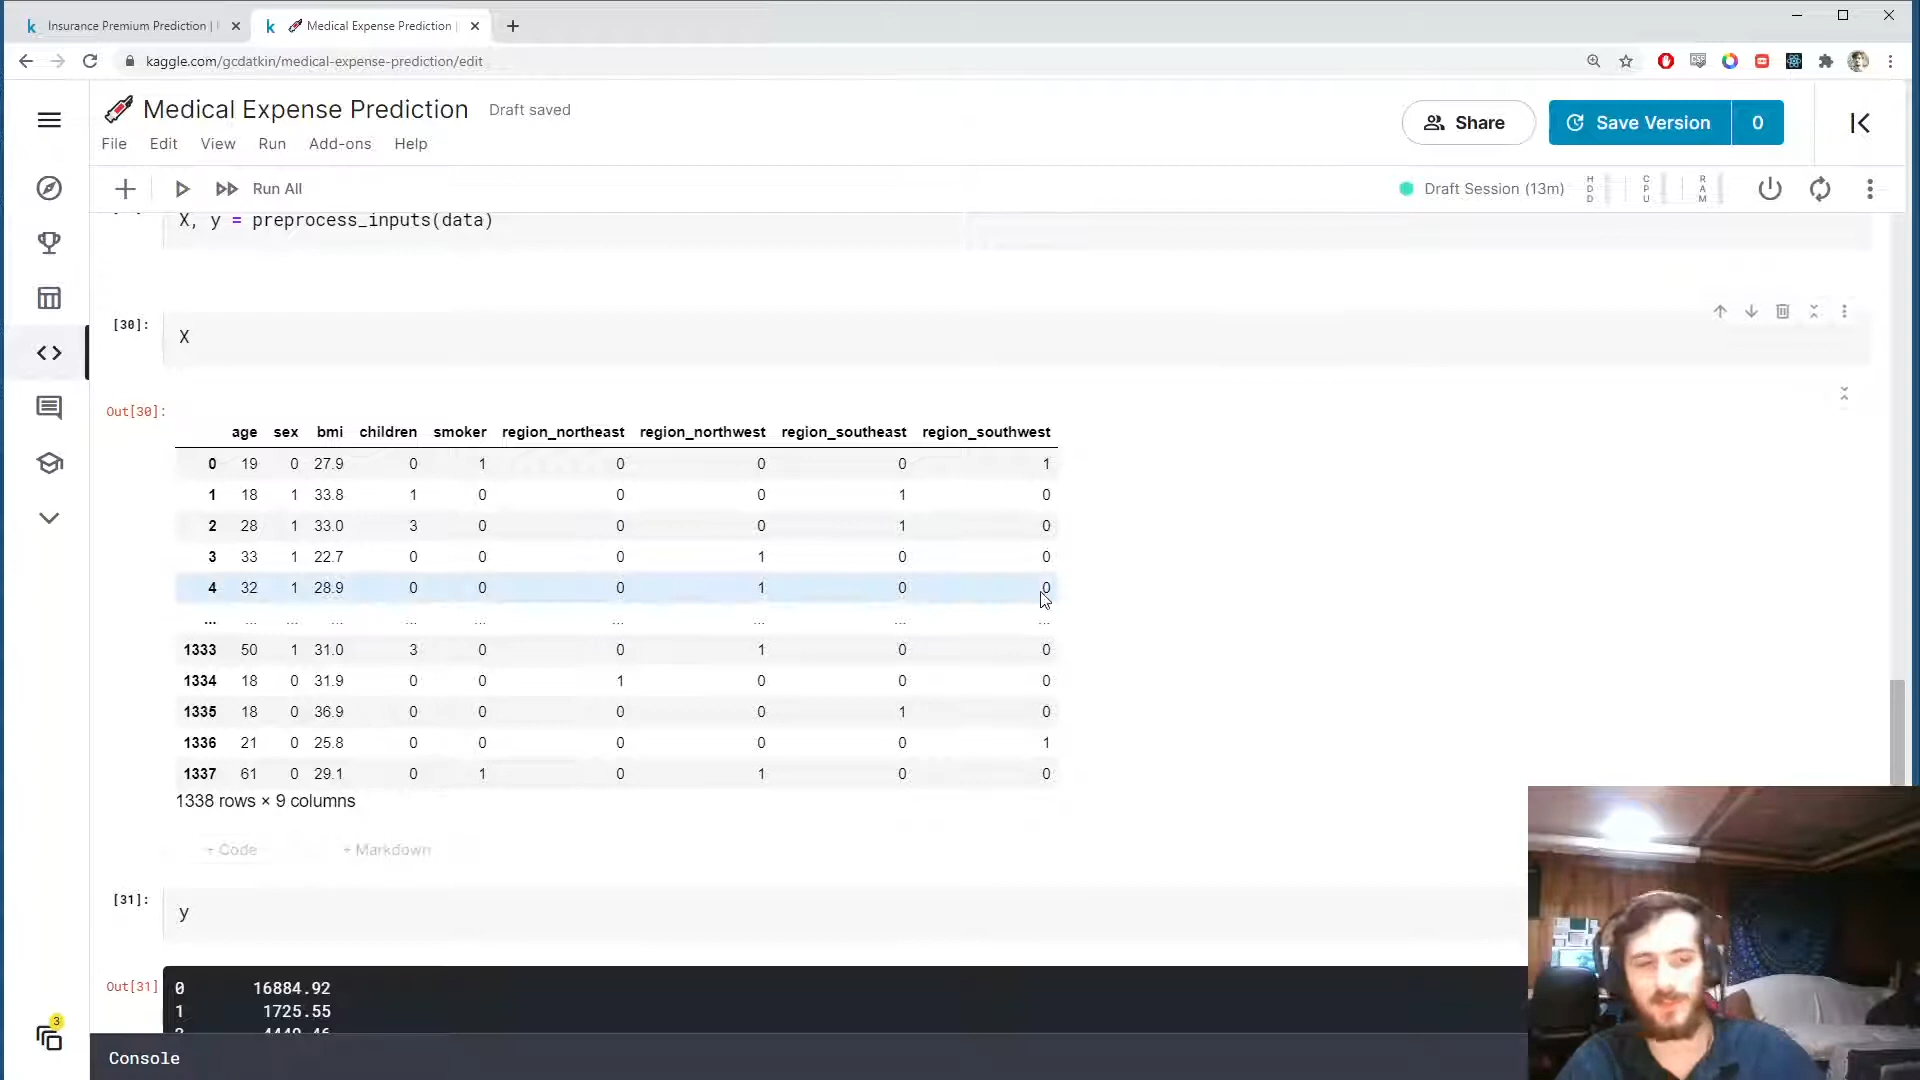 Insurance Premium Prediction |
Medical Expense Prediction |
kaggle.com/gcdatkin/medical-expense-prediction/edit
Medical Expense Prediction
Draft saved
Share
Save Version
0
File Edit View Run Add-ons Help
Run All
Draft Session (13m)
HDD
CPU
RAM
X, y = preprocess_inputs(data)
[30]:
X
Out[30]:
age sex bmi children smoker region_northeast region_northwest region_southeast region_southwest
0 19 0 27.9 0 1 0 0 0 1
1 18 1 33.8 1 0 0 0 1 0
2 28 1 33.0 3 0 0 0 1 0
3 33 1 22.7 0 0 0 1 0 0
4 32 1 28.9 0 0 0 1 0 0
... ... ... ... ... ... ... ... ... ...
1333 50 1 31.0 3 0 0 1 0 0
1334 18 0 31.9 0 0 1 0 0 0
1335 18 0 36.9 0 0 0 0 1 0
1336 21 0 25.8 0 0 0 0 0 1
1337 61 0 29.1 0 1 0 1 0 0
1338 rows × 9 columns
+ Code + Markdown
[31]:
y
Out[31]
0 16884.92
1 1725.55
2 4449.46
3
Console